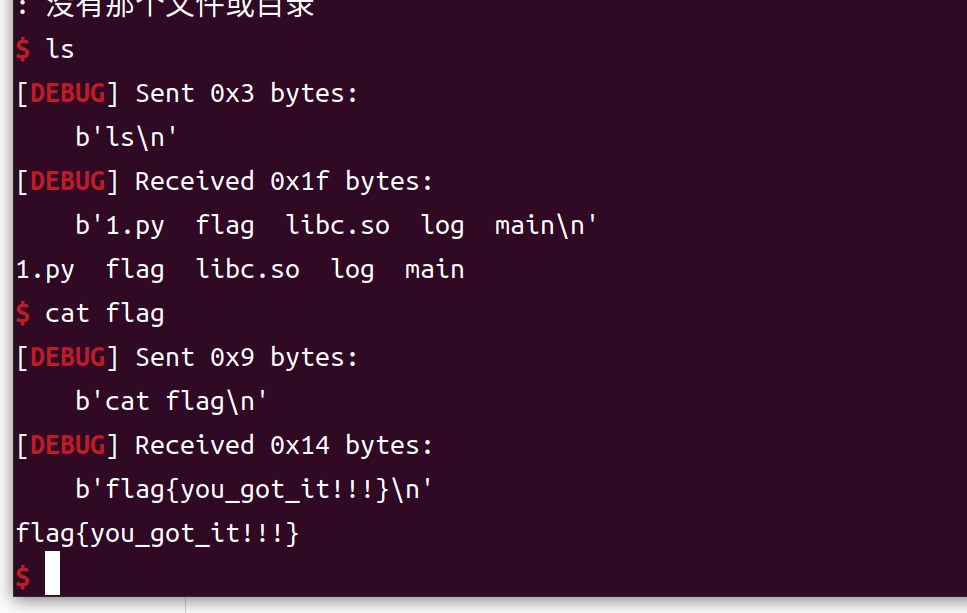 : 没有那个文件或目录
$ ls
[DEBUG] Sent 0x3 bytes:
    b'ls\n'
[DEBUG] Received 0x1f bytes:
    b'1.py  flag  libc.so  log  main\n'
1.py  flag  libc.so  log  main
$ cat flag
[DEBUG] Sent 0x9 bytes:
    b'cat flag\n'
[DEBUG] Received 0x14 bytes:
    b'flag{you_got_it!!!}\n'
flag{you_got_it!!!}
$